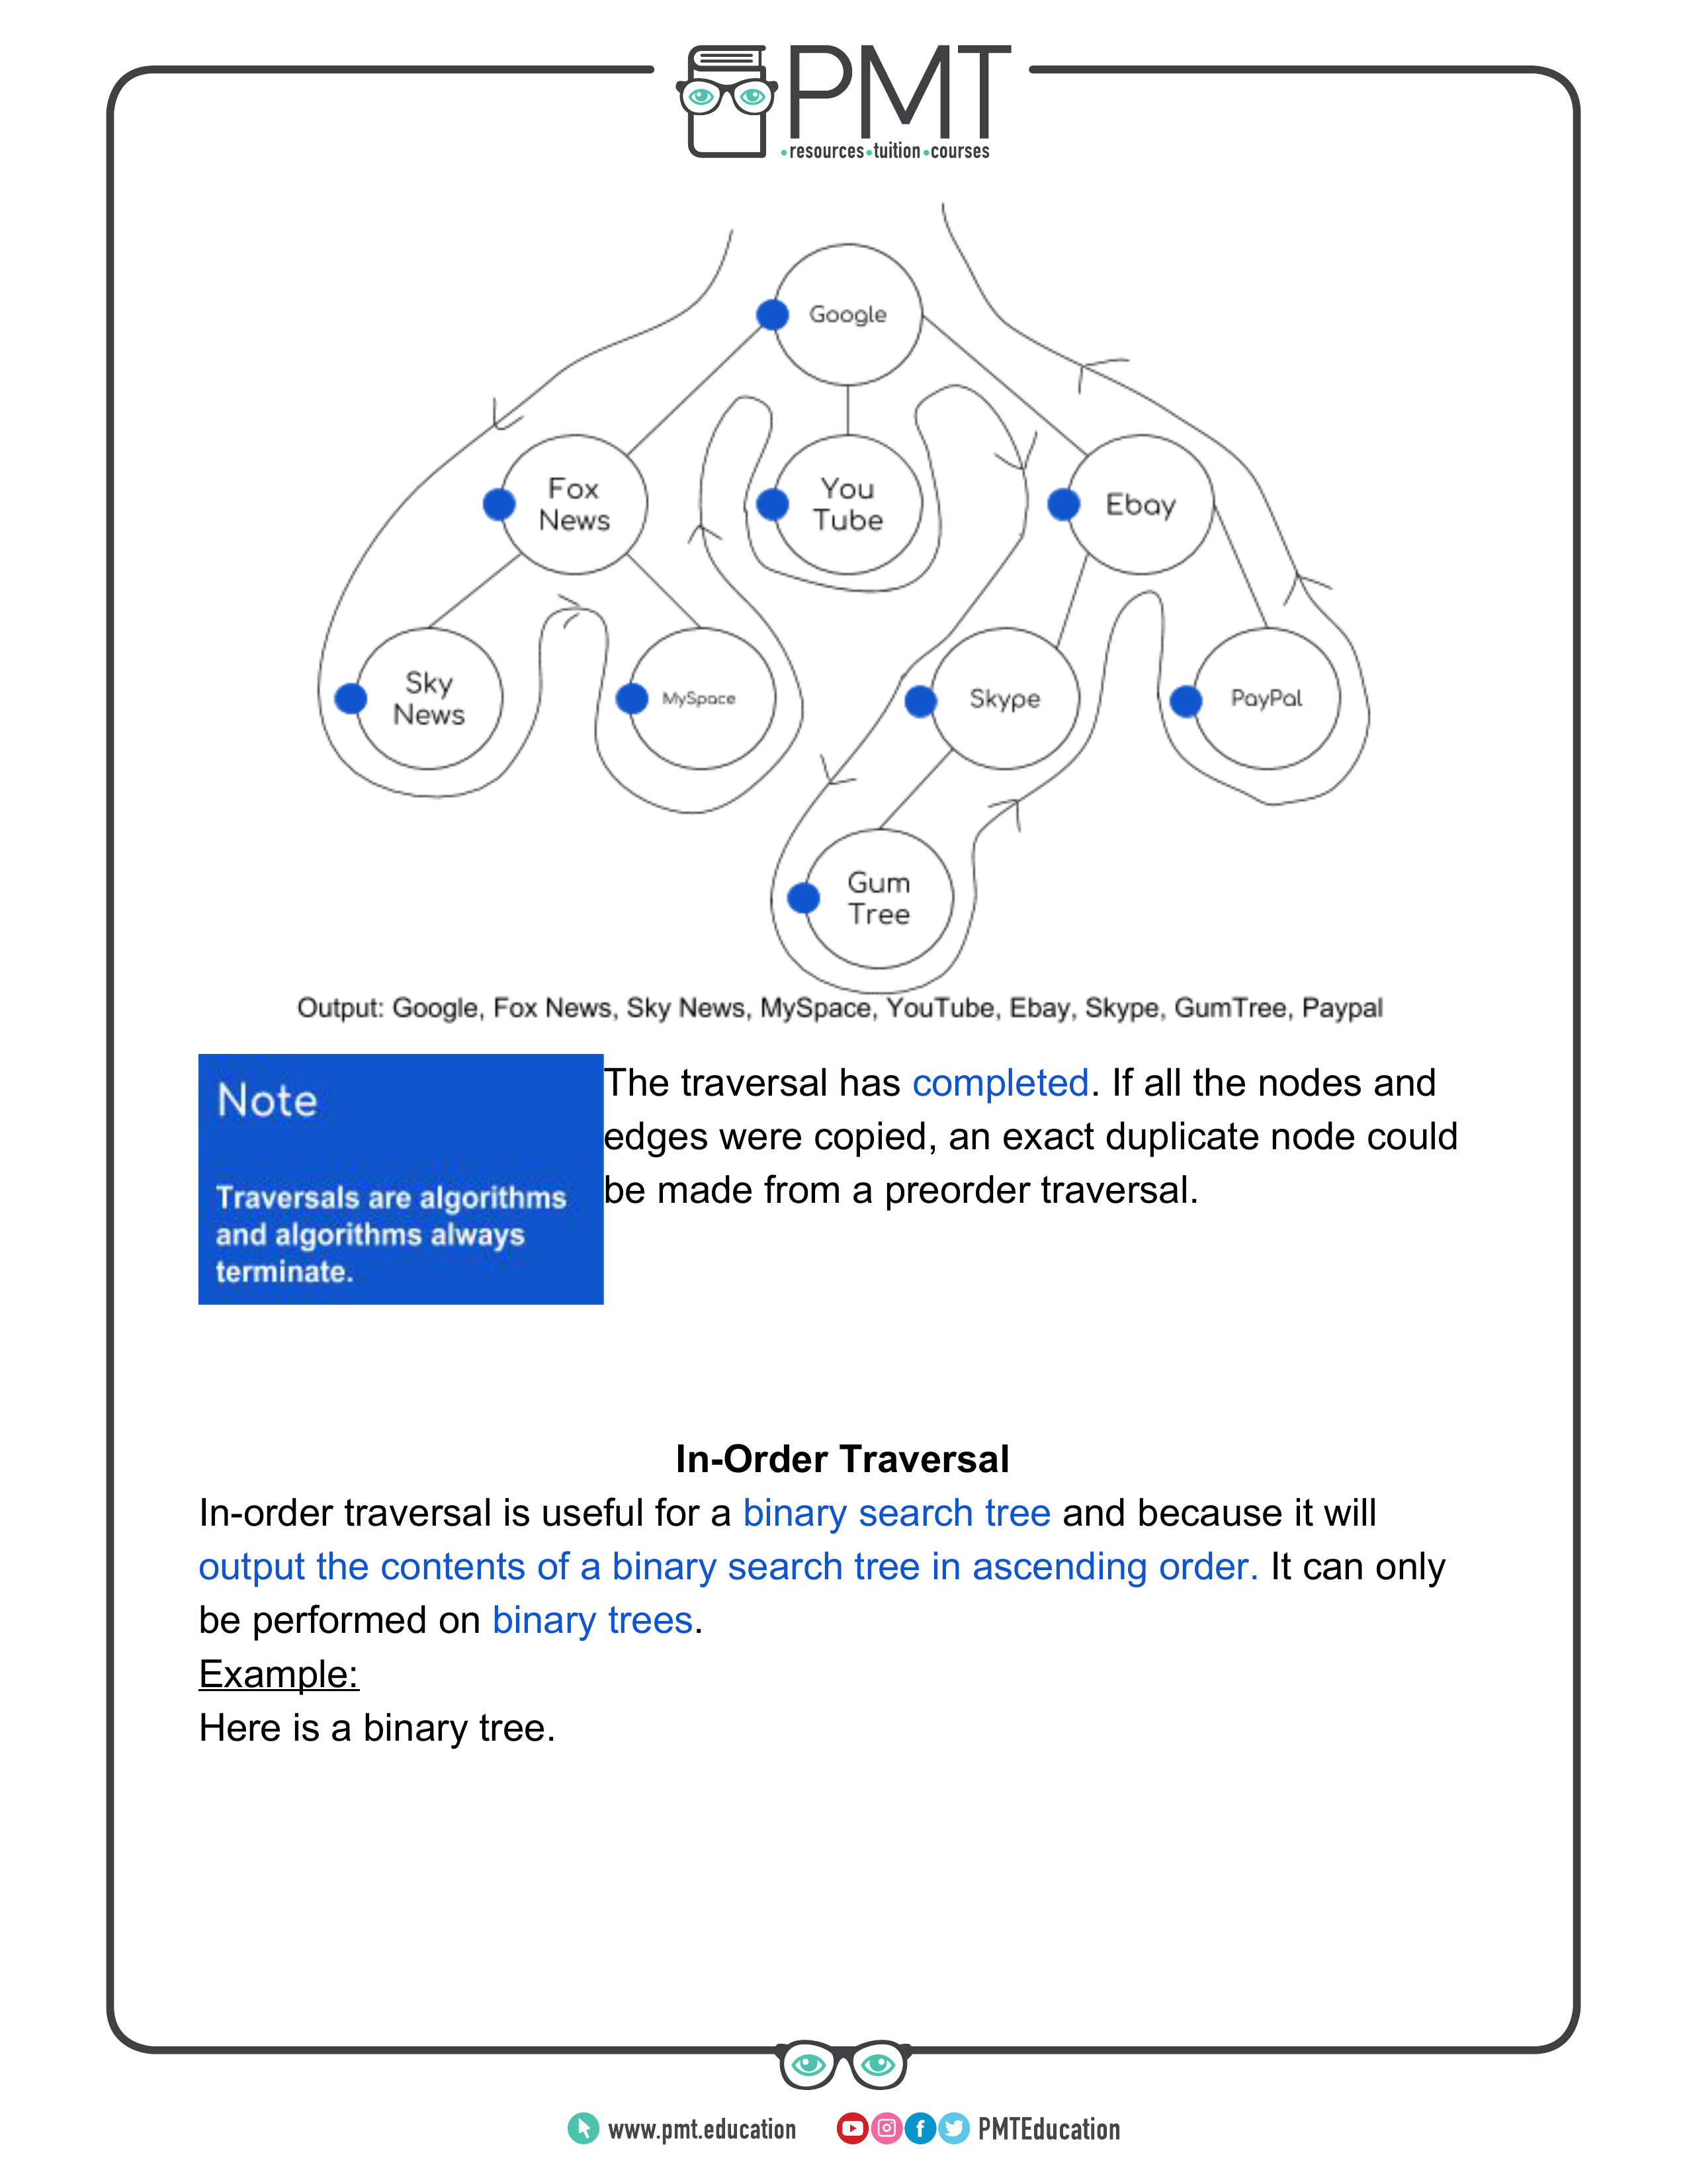 PMT
resources tuition courses
Google
Fox
News
You
Tube
Ebay
Sky
News
MySpace
Skype
PayPal
Gum
Tree
Output: Google, Fox News, Sky News, MySpace, YouTube, Ebay, Skype, GumTree, Paypal
Note
Traversals are algorithms
and algorithms always
terminate.
The traversal has completed. If all the nodes and
edges were copied, an exact duplicate node could
be made from a preorder traversal.
In-Order Traversal
In-order traversal is useful for a binary search tree and because it will
output the contents of a binary search tree in ascending order. It can only
be performed on binary trees.
Example:
Here is a binary tree.
www.pmt.education
PMTEducation